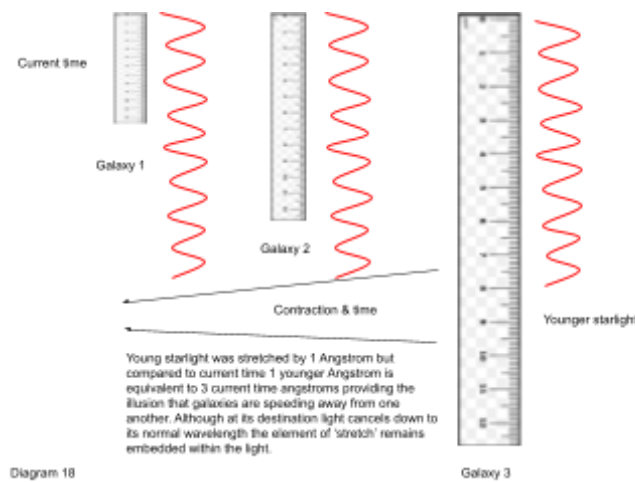 Current time
Galaxy 1
Galaxy 2
Contraction & time
Younger starlight
Young starlight was stretched by 1 Angstrom but
compared to current time 1 younger Angstrom is
equivalent to 3 current time angstroms providing the
illusion that galaxies are speeding away from one
another. Although at its destination light cancels down to
its normal wavelength the element of 'stretch' remains
embedded within the light.
Diagram 18
Galaxy 3